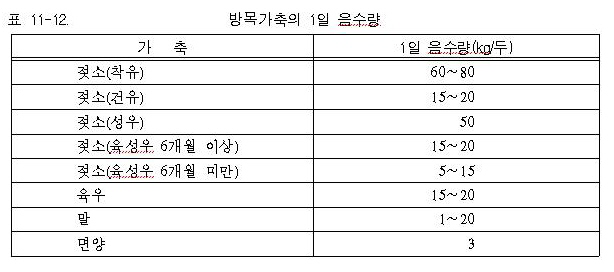 표 11-12. 방목가축의 1일 음수량
가 축 1일 음수량(kg/두)
젖소(착유) 60~80
젖소(건유) 15~20
젖소(성우) 50
젖소(육성우 6개월 이상) 15~20
젖소(육성우 6개월 미만) 5~15
육우 15~20
말 1~20
면양 3